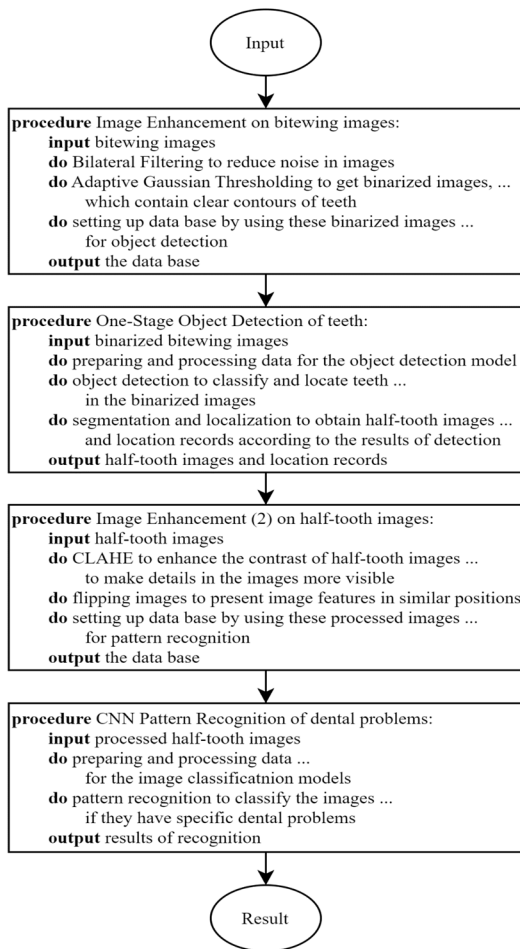 Input
procedure Image Enhancement on bitewing images:
input bitewing images
do Bilateral Filtering to reduce noise in images
do Adaptive Gaussian Thresholding to get binarized images, ...
which contain clear contours of teeth
do setting up data base by using these binarized images ...
for object detection
output the data base
procedure One-Stage Object Detection of teeth:
input binarized bitewing images
do preparing and processing data for the object detection model
do object detection to classify and locate teeth ...
in the binarized images
do segmentation and localization to obtain half-tooth images ...
and location records according to the results of detection
output half-tooth images and location records
procedure Image Enhancement (2) on half-tooth images:
input half-tooth images
do CLAHE to enhance the contrast of half-tooth images ...
to make details in the images more visible
do flipping images to present image features in similar positions
do setting up data base by using these processed images ...
for pattern recognition
output the data base
procedure CNN Pattern Recognition of dental problems:
input processed half-tooth images
do preparing and processing data ...
for the image classificatnion models
do pattern recognition to classify the images ...
if they have specific dental problems
output results of recognition
Result